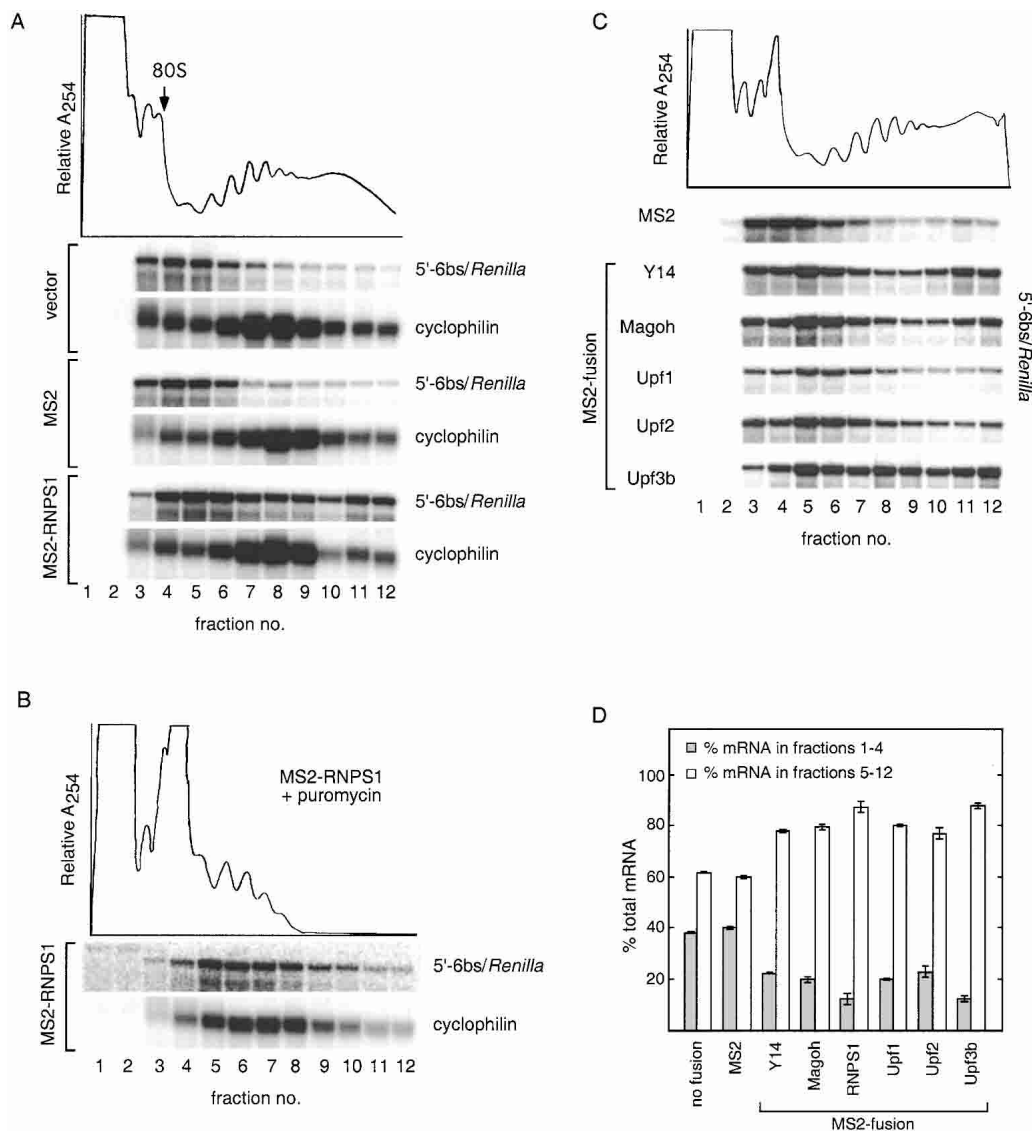 A
Relative A254
80S
vector
5'-6bs/Renilla
cyclophilin
MS2
5'-6bs/Renilla
cyclophilin
MS2-RNPS1
5'-6bs/Renilla
cyclophilin
1 2 3 4 5 6 7 8 9 10 11 12
fraction no.
B
Relative A254
MS2-RNPS1
+ puromycin
MS2-RNPS1
5'-6bs/Renilla
cyclophilin
1 2 3 4 5 6 7 8 9 10 11 12
fraction no.
C
Relative A254
MS2
MS2-fusion
Y14
Magoh
Upf1
Upf2
Upf3b
5'-6bs/Renilla
1 2 3 4 5 6 7 8 9 10 11 12
fraction no.
D
% mRNA in fractions 1-4
% mRNA in fractions 5-12
% total mRNA
100
80
60
40
20
no fusion
MS2
Y14
Magoh
RNPS1
Upf1
Upf2
Upf3b
MS2-fusion